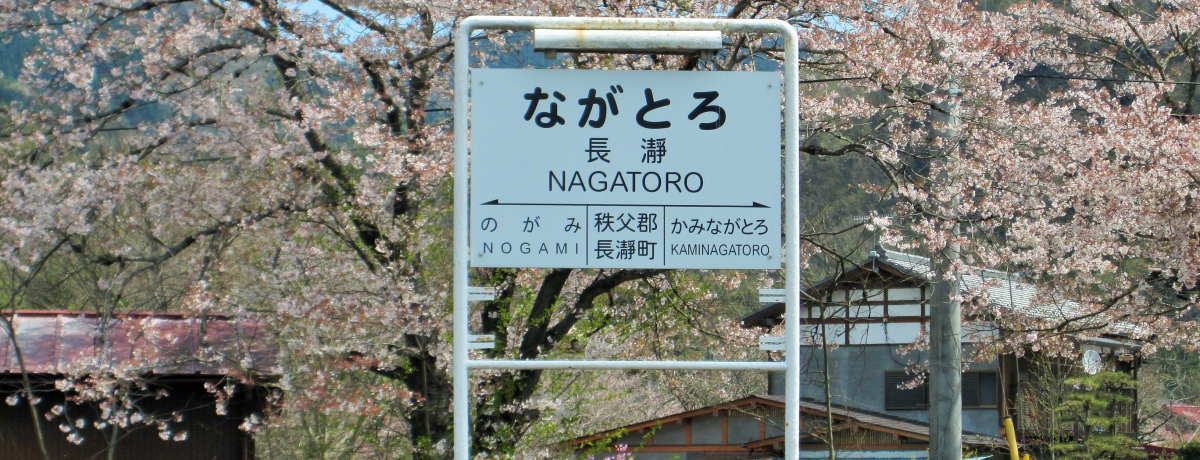 ながとろ
長瀞
NAGATORO
のがみ
NOGAMI
秩父郡
長瀞町
かみながとろ
KAMINAGATORO